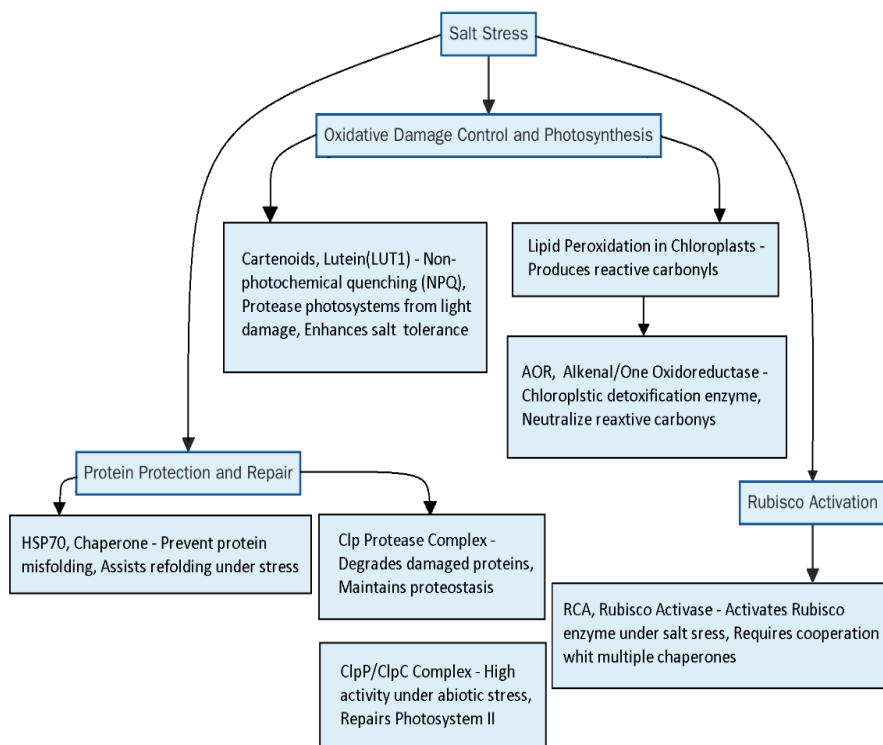 Salt Stress
Oxidative Damage Control and Photosynthesis
Cartenoids, Lutein(LUT1) - Non-
photochemical quenching (NPQ),
Protease photosystems from light
damage, Enhances salt tolerance
Lipid Peroxidation in Chloroplasts -
Produces reactive carbonyls
AOR, Alkenal/One Oxidoreductase -
Chloroplstic detoxification enzyme,
Neutralize reaxtive carbonys
Protein Protection and Repair
HSP70, Chaperone - Prevent protein
misfolding, Assists refolding under stress
Clp Protease Complex -
Degrades damaged proteins,
Maintains proteostasis
ClpP/ClpC Complex - High
activity under abiotic stress,
Repairs Photosystem II
Rubisco Activation
RCA, Rubisco Activase - Activates Rubisco
enzyme under salt sress, Requires cooperation
whit multiple chaperones